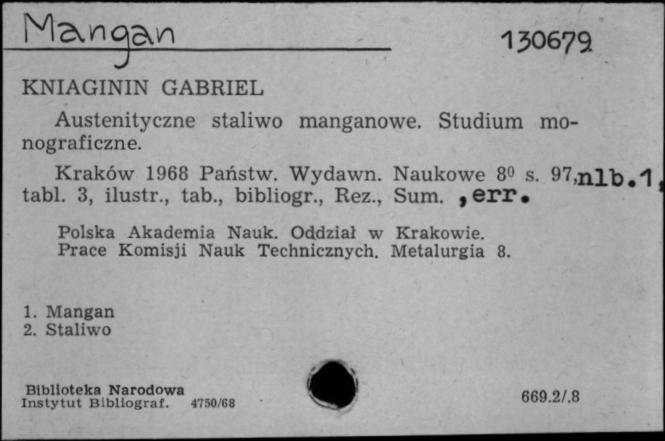 Mangan
130679
KNIAGININ GABRIEL
Austenityczne staliwo manganowe. Studium mo-
nograficzne.
Kraków 1968 Państw. Wydawn. Naukowe 8⁰ s. 97, nlb.1,
tabl. 3, ilustr., tab., bibliogr., Rez., Sum. , err.
Polska Akademia Nauk. Oddział w Krakowie.
Prace Komisji Nauk Technicznych. Metalurgia 8.
1. Mangan
2. Staliwo
Biblioteka Narodowa
Instytut Bibliograf. 4750/68
669.2/.8